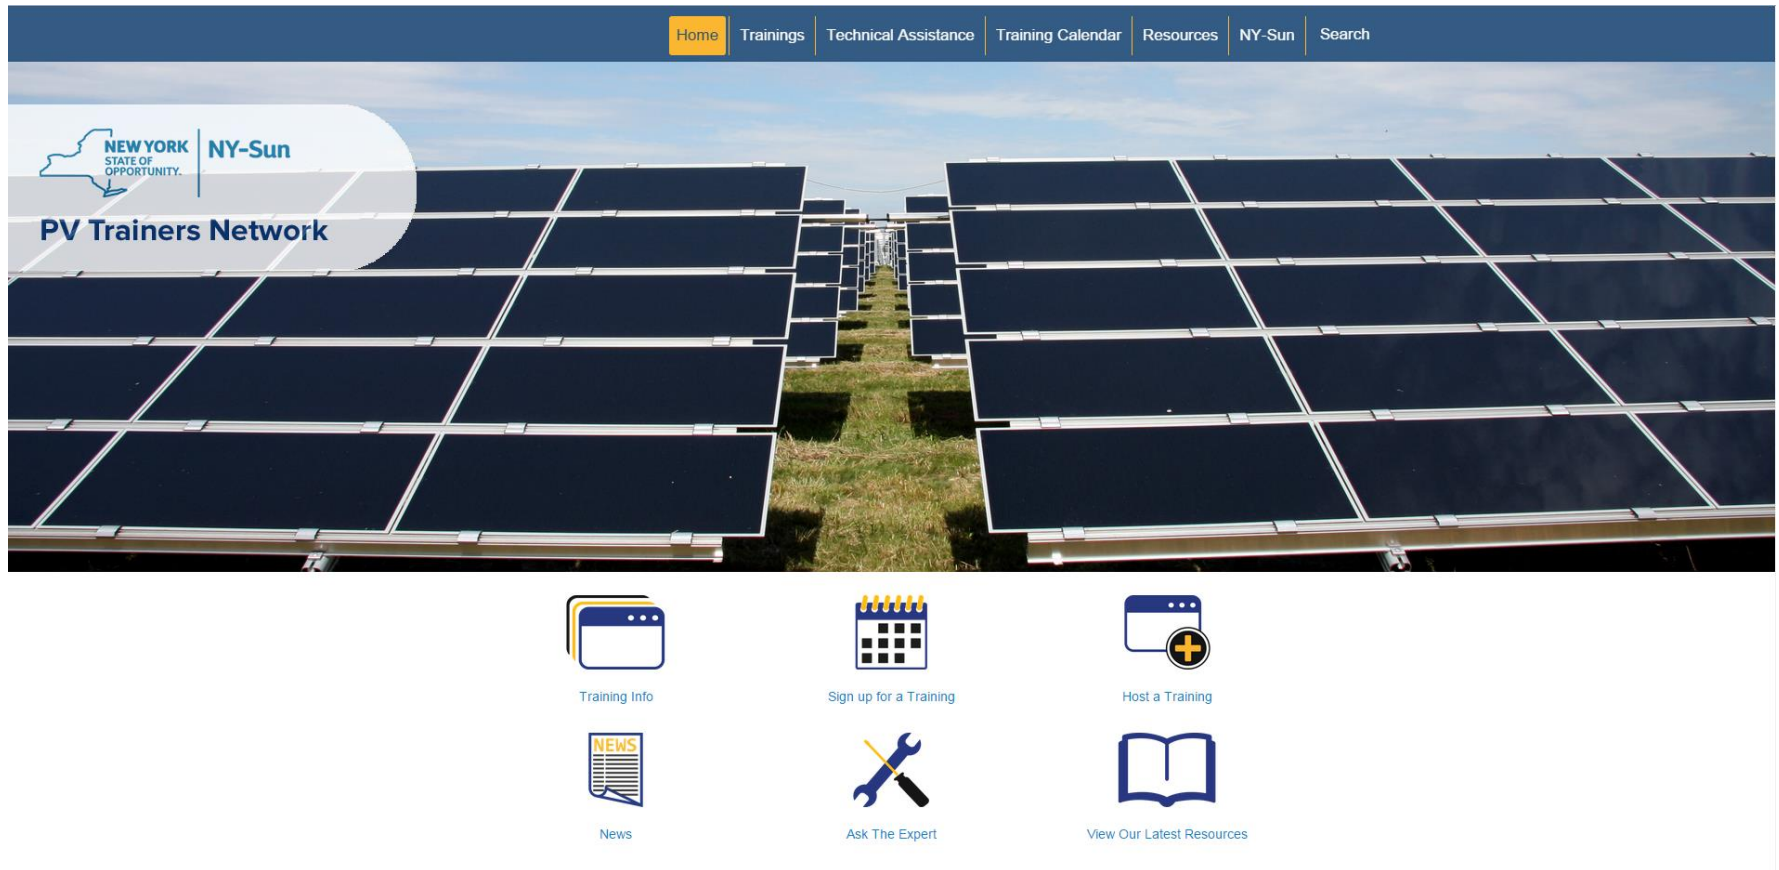 Home
Trainings
Technical Assistance
Training Calendar
Resources
NY-Sun
Search
NEW YORK
STATE OF
OPPORTUNITY.
NY-Sun
PV Trainers Network
Training Info
Sign up for a Training
Host a Training
NEWS
News
Ask The Expert
View Our Latest Resources